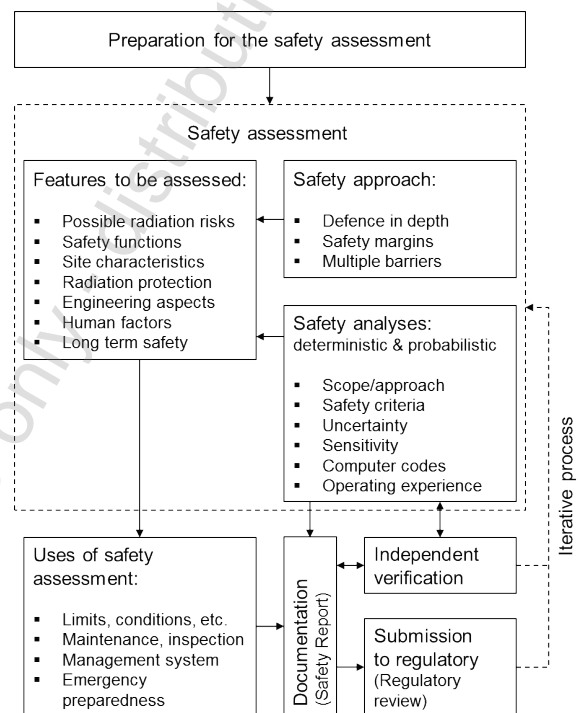 Preparation for the safety assessment
Safety assessment
Features to be assessed:
▪ Possible radiation risks
▪ Safety functions
▪ Site characteristics
▪ Radiation protection
▪ Engineering aspects
▪ Human factors
▪ Long term safety
Safety approach:
▪ Defence in depth
▪ Safety margins
▪ Multiple barriers
Safety analyses:
deterministic & probabilistic
▪ Scope/approach
▪ Safety criteria
▪ Uncertainty
▪ Sensitivity
▪ Computer codes
▪ Operating experience
Iterative process
Uses of safety
assessment:
▪ Limits, conditions, etc.
▪ Maintenance, inspection
▪ Management system
▪ Emergency
preparedness
Documentation
(Safety Report)
Independent
verification
Submission
to regulatory
(Regulatory
review)
only - distributi